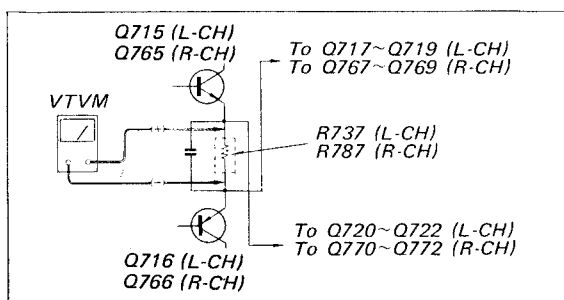 Q715 (L-CH)
Q765 (R-CH)
To Q717~Q719 (L-CH)
To Q767~Q769 (R-CH)
VTVM
R737 (L-CH)
R787 (R-CH)
To Q720~Q722 (L-CH)
To Q770~Q772 (R-CH)
Q716 (L-CH)
Q766 (R-CH)